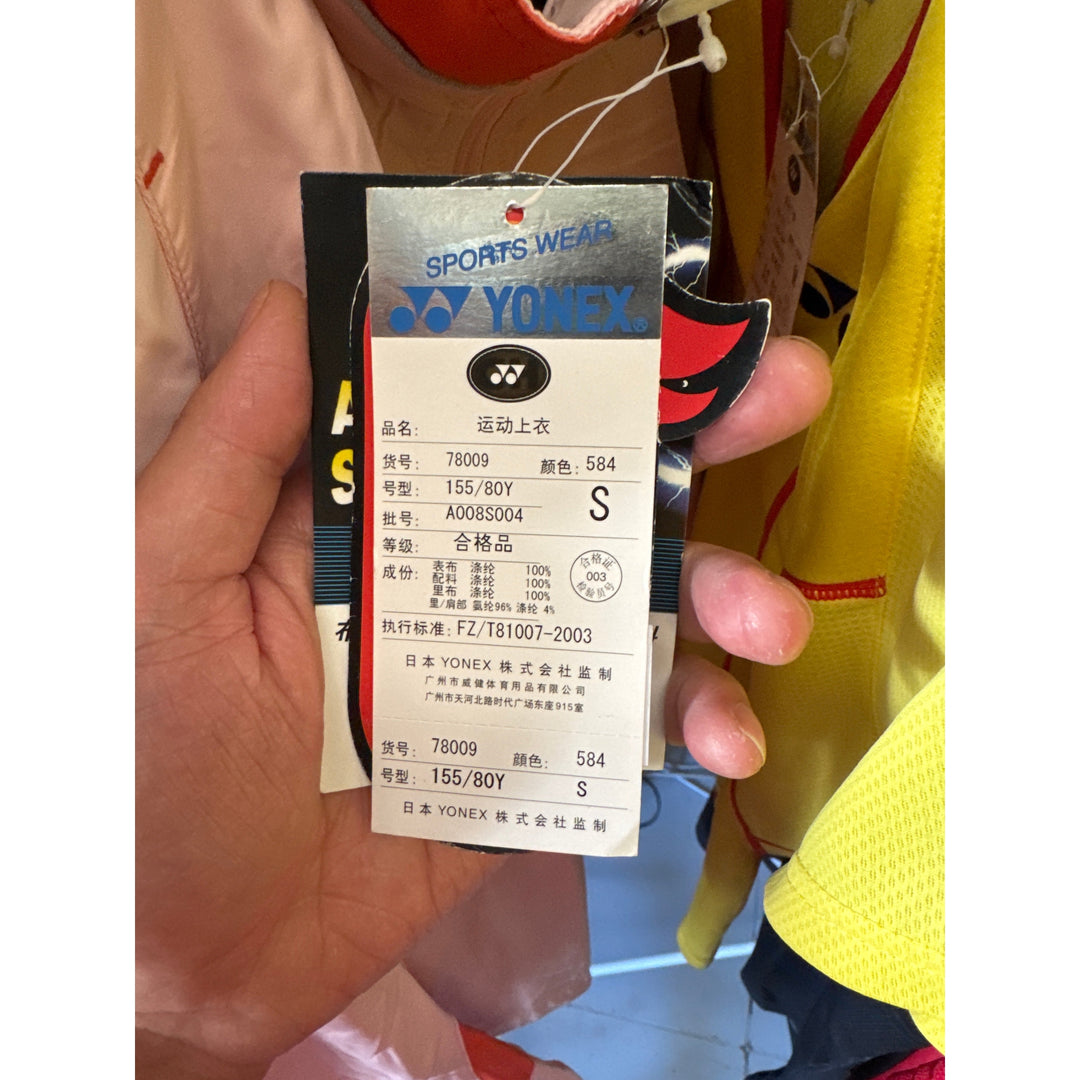 SPORTS WEAR
YONEX®
品名: 运动上衣
货号: 78009 颜色: 584
号型: 155/80Y S
批号: A008S004
等级: 合格品
成份: 表布 涤纶 100%
配料 涤纶 100%
里布 涤纶 100%
里/肩部 氨纶96% 涤纶 4%
合格证
003
检验员号
执行标准: FZ/T81007-2003
日本 YONEX 株式会社监制
广州市威健体育用品有限公司
广州市天河北路时代广场东座915室
货号: 78009 颜色: 584
号型: 155/80Y S
日本 YONEX 株式会社监制
A
S